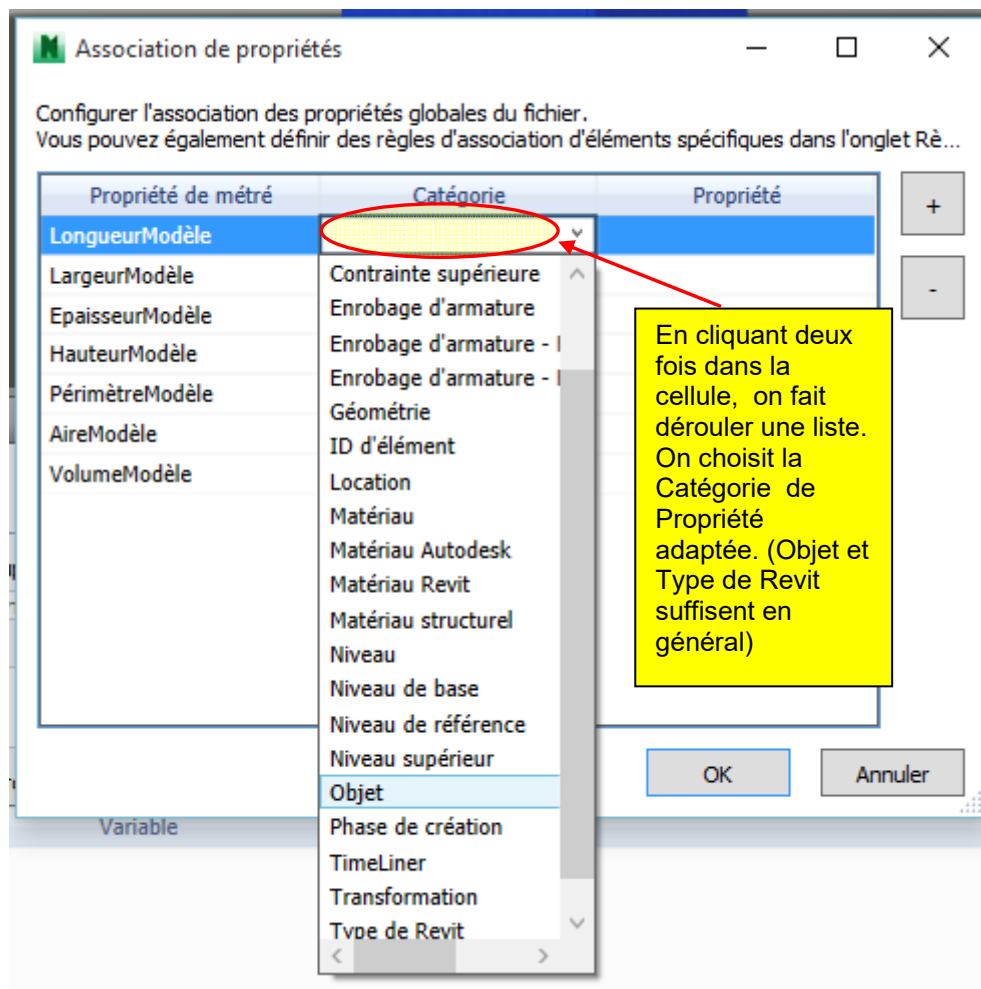 Association de propriétés
Configurer l'association des propriétés globales du fichier.
Vous pouvez également définir des règles d'association d'éléments spécifiques dans l'onglet Rè...
Propriété de métré Catégorie Propriété
+
LongueurModèle
LargeurModèle
-
EpaisseurModèle
HauteurModèle
PérimètreModèle
AireModèle
VolumeModèle
Contrainte supérieure
Enrobage d'armature
Enrobage d'armature -
Enrobage d'armature -
Géométrie
ID d'élément
Location
Matériau
Matériau Autodesk
Matériau Revit
Matériau structurel
Niveau
Niveau de base
Niveau de référence
Niveau supérieur
Objet
Phase de création
TimeLiner
Transformation
Type de Revit
En cliquant deux
fois dans la
cellule, on fait
dérouler une liste.
On choisit la
Catégorie de
Propriété
adaptée. (Objet et
Type de Revit
suffisent en
général)
OK Annuler
Variable